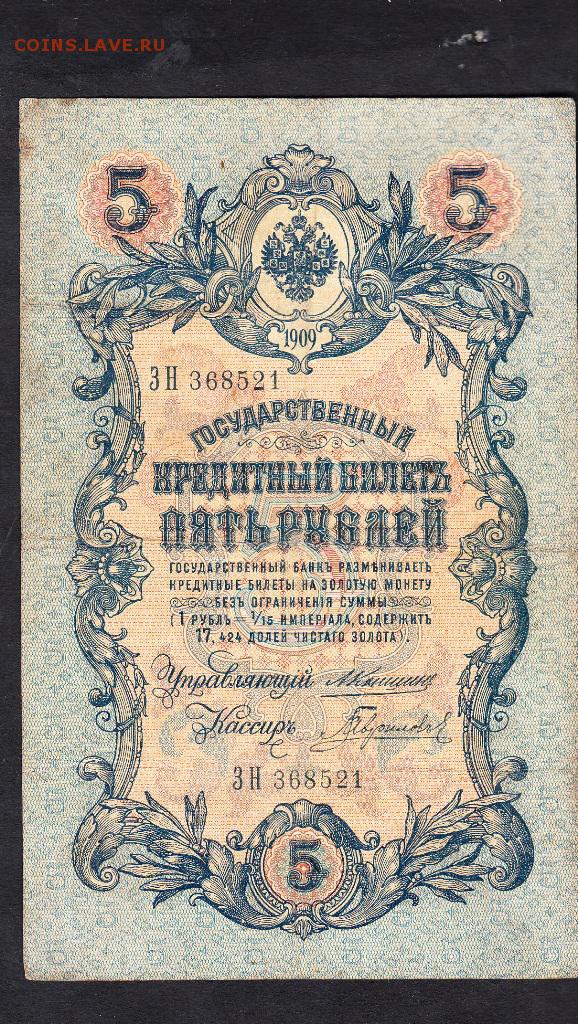 COINS.LAVE.RU
5 5
1909
ЗН 368521
ГОСУДАРСТВЕННЫЙ
КРЕДИТНЫЙ БИЛЕТЪ
ПЯТЬ РУБЛЕЙ
ГОСУДАРСТВЕННЫЙ БАНКЪ РАЗМѢНИВАЕТЪ
КРЕДИТНЫЕ БИЛЕТЫ НА ЗОЛОТУЮ МОНЕТУ
БЕЗЪ ОГРАНИЧЕНІЯ СУММЫ
(1 РУБЛЬ — 1/15 ИМПЕРІАЛА, СОДЕРЖИТЪ
17,424 ДОЛЕЙ ЧИСТАГО ЗОЛОТА).
Управляющій
Кассиръ
ЗН 368521
5